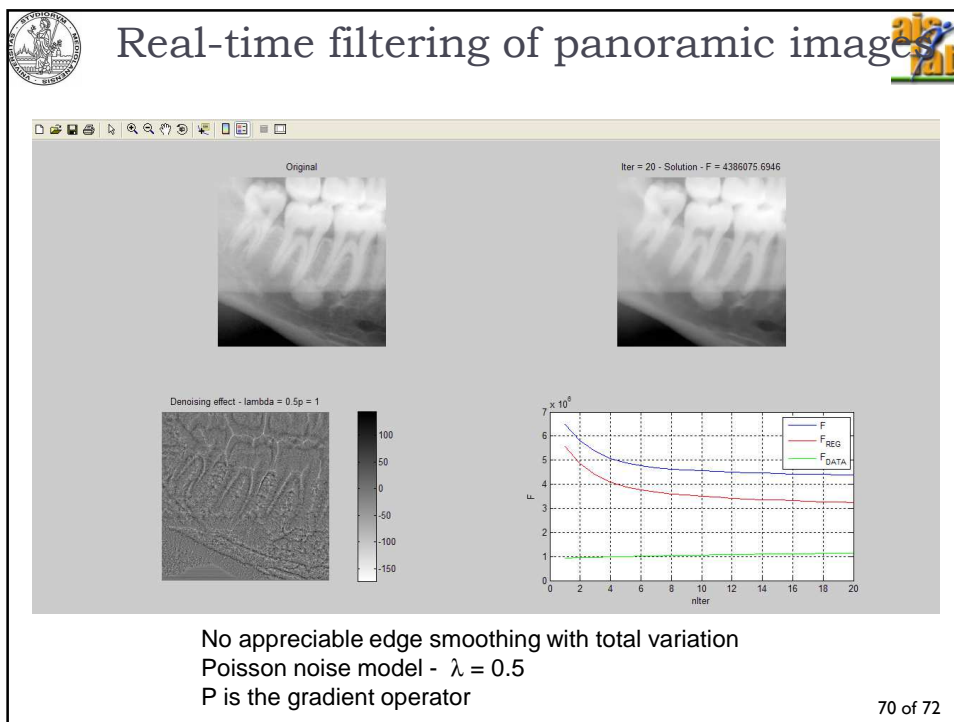 Real-time filtering of panoramic images
ais
lab
Original
Iter = 20 - Solution - F = 4386075.6946
Denoising effect - lambda = 0.5p = 1
100
50
0
-50
-100
-150
x 10^6
7
6
5
4
3
2
1
0
F
F
F_REG
F_DATA
0 2 4 6 8 10 12 14 16 18 20
nIter
No appreciable edge smoothing with total variation
Poisson noise model - λ = 0.5
P is the gradient operator
70 of 72